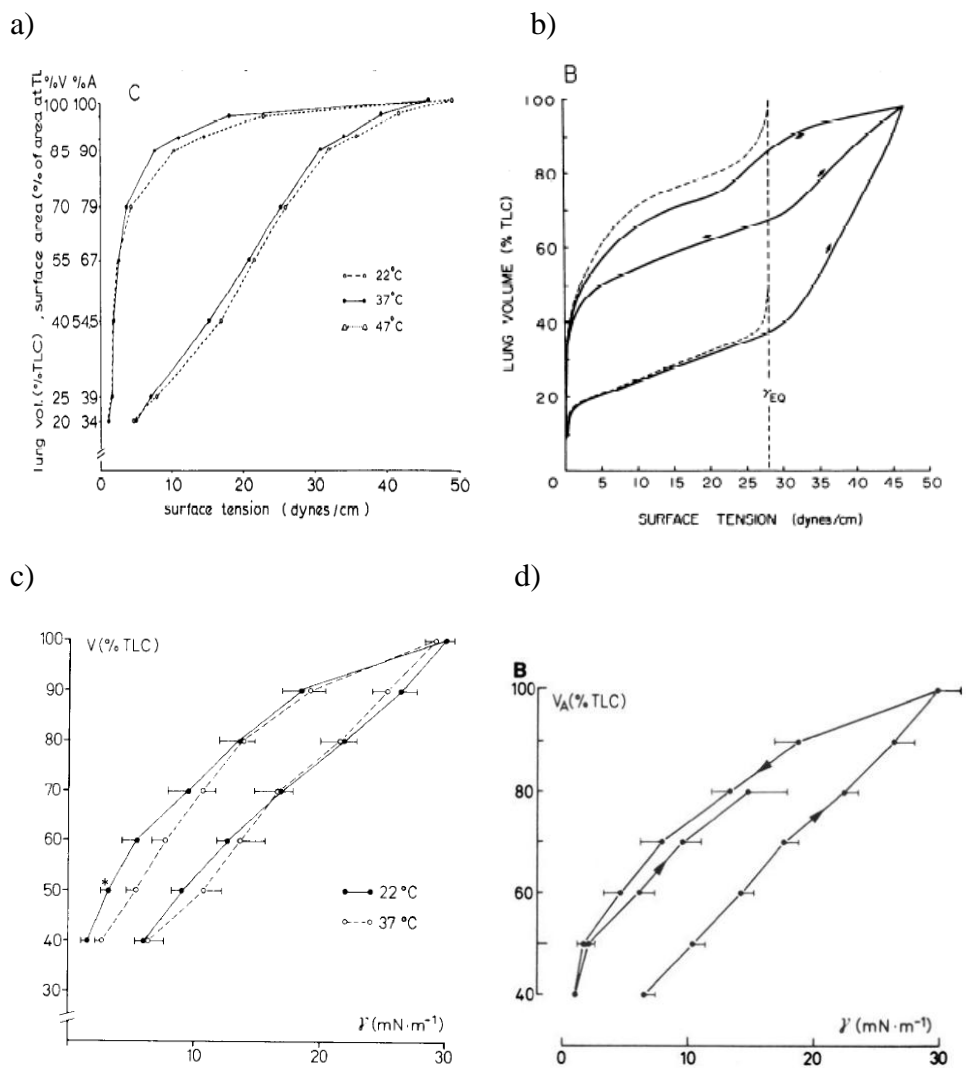 a)
b)
%V %A
lung vol.(%TLC) , surface area (% of area at TL
C
100 100
85 90
70 79
55 67
40 54.5
25 39
20 34
22°C
37°C
47°C
0 10 20 30 40 50
surface tension (dynes/cm)
B
LUNG VOLUME (% TLC)
100
80
60
40
20
0
γEQ
0 5 10 15 20 25 30 35 40 45 50
SURFACE TENSION (dynes/cm)
c)
d)
V(%TLC)
100
90
80
70
60
50
40
30
*
22 °C
37 °C
γ (mN·m⁻¹)
0 10 20 30
B
VA(%TLC)
100
80
60
40
γ (mN·m⁻¹)
0 10 20 30